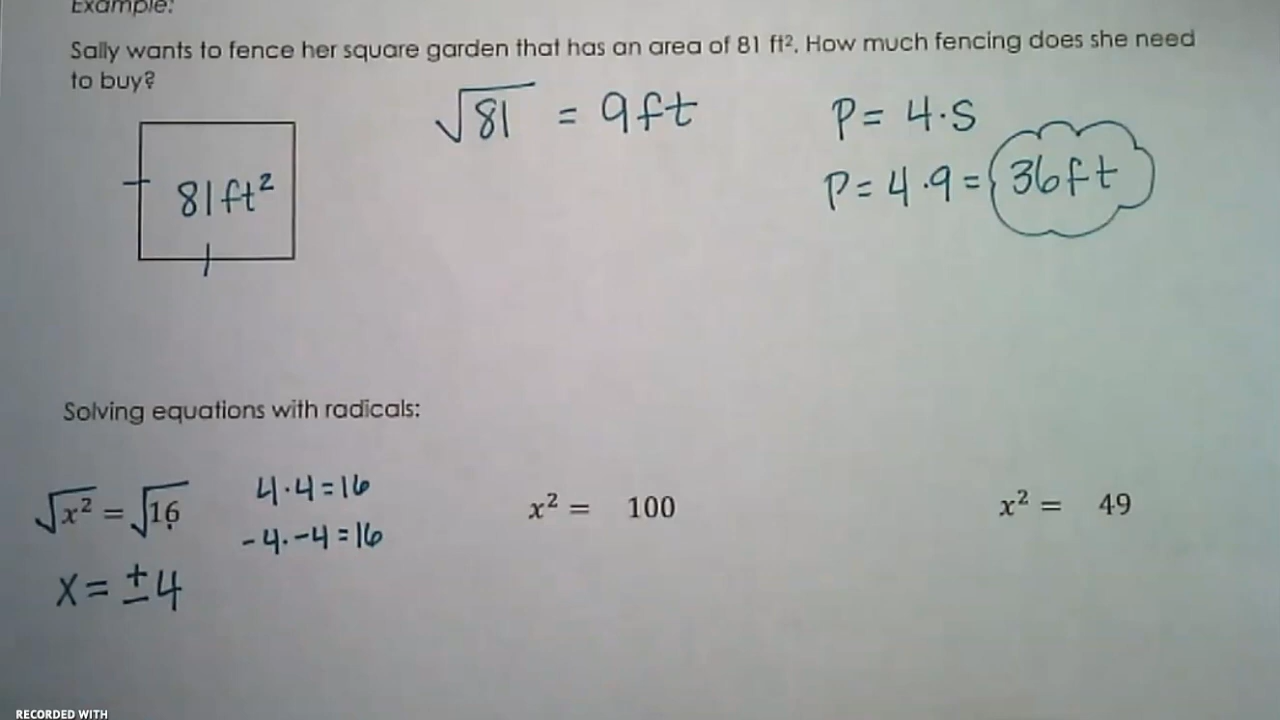 Example:
Sally wants to fence her square garden that has an area of 81 ft². How much fencing does she need
to buy?
√81 = 9ft
P = 4·S
81ft²
P = 4·9 = 36ft
Solving equations with radicals:
√x² = √16
4·4=16
-4·-4=16
x = ±4
x² = 100
x² = 49
RECORDED WITH